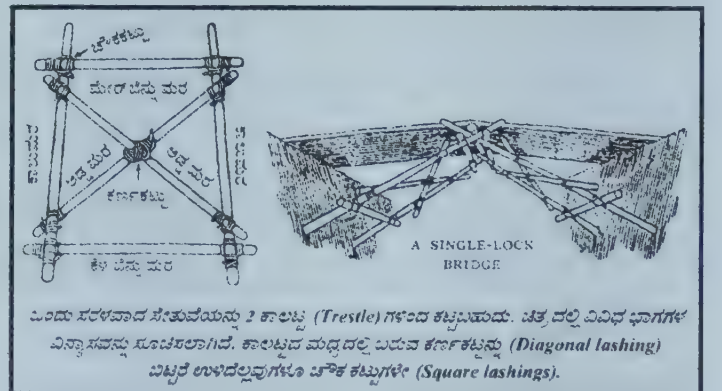 ಚೌಕಕಟ್ಟು
ಮೇಲ್ ಬೆನ್ನು ಮರ
ಕಾಲುಮರ
ಅಡ್ಡ ಮರ
ಅಡ್ಡ ಮರ
ಕಾಲುಮರ
ಕರ್ಣಕಟ್ಟು
ಕೆಳ ಬೆನ್ನು ಮರ
A SINGLE-LOCK
BRIDGE
ಒಂದು ಸರಳವಾದ ಸೇತುವೆಯನ್ನು 2 ಕಾಲಟ್ಟ (Trestle) ಗಳಿಂದ ಕಟ್ಟಬಹುದು. ಚಿತ್ರದಲ್ಲಿ ವಿವಿಧ ಭಾಗಗಳ
ವಿನ್ಯಾಸವನ್ನು ಸೂಚಿಸಲಾಗಿದೆ. ಕಾಲಟ್ಟದ ಮಧ್ಯದಲ್ಲಿ ಬರುವ ಕರ್ಣಕಟ್ಟನ್ನು (Diagonal lashing)
ಬಿಟ್ಟರೆ ಉಳಿದೆಲ್ಲವುಗಳೂ ಚೌಕ ಕಟ್ಟುಗಳೇ (Square lashings).